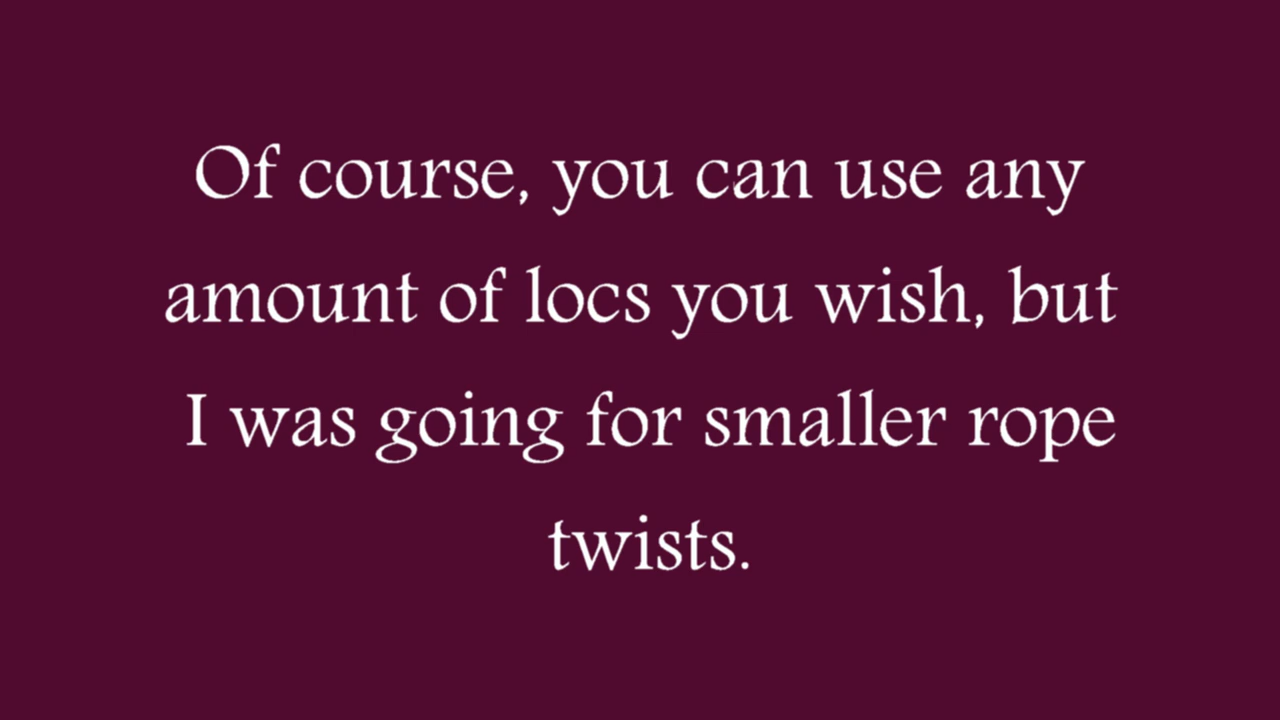 Of course, you can use any
amount of locs you wish, but
I was going for smaller rope
twists.